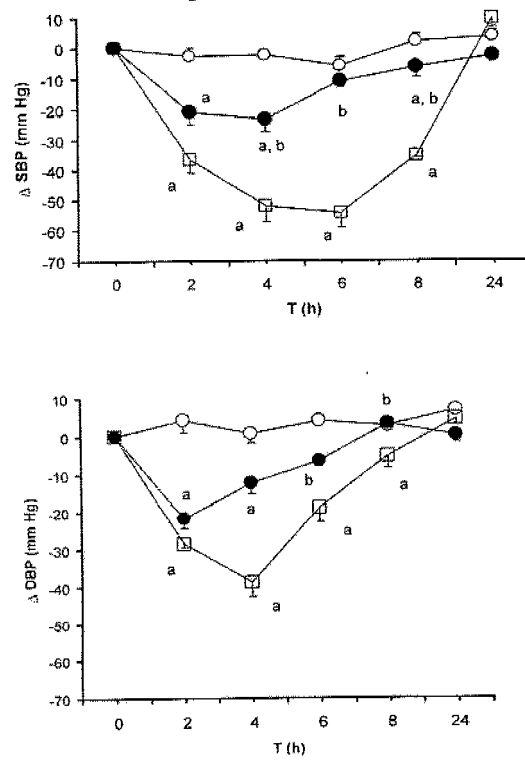 10
0
-10
-20
-30
-40
-50
-60
-70
Δ SBP (mm Hg)
a
b
a, b
a, b
a
a
a
a
0 2 4 6 8 24
T (h)
10
0
-10
-20
-30
-40
-50
-60
-70
Δ DBP (mm Hg)
b
a
b
a
a
a
a
a
0 2 4 6 8 24
T (h)